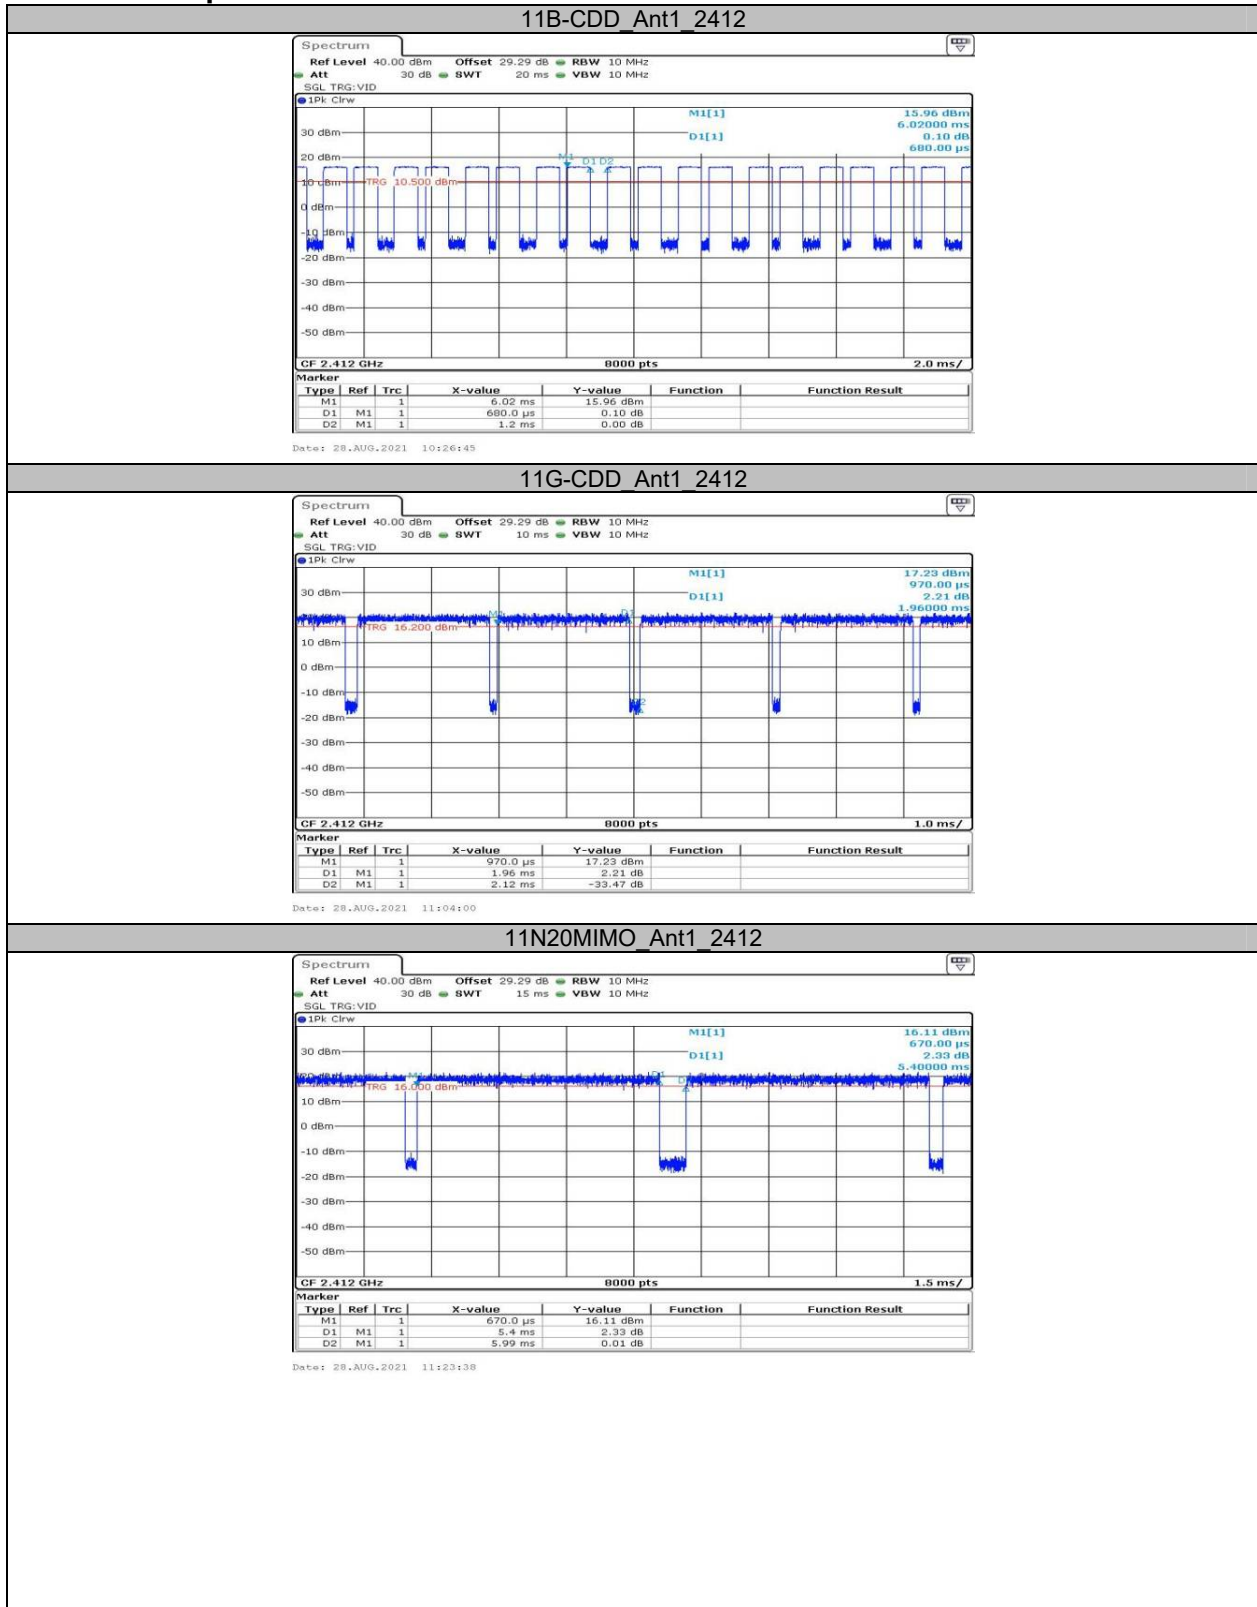 11B-CDD_Ant1_2412
Spectrum
Ref Level 40.00 dBm Offset 29.29 dB RBW 10 MHz
Att 30 dB SWT 20 ms VBW 10 MHz
SGL TRG:VID
1Pk Clrw
M1[1] 15.96 dBm
6.02000 ms
D1[1] 0.10 dB
680.00 µs
30 dBm
20 dBm
M1 D1 D2
10 dBm
TRG 10.500 dBm
0 dBm
-10 dBm
-20 dBm
-30 dBm
-40 dBm
-50 dBm
CF 2.412 GHz 8000 pts 2.0 ms/
Marker
Type Ref Trc X-value Y-value Function Function Result
M1 1 6.02 ms 15.96 dBm
D1 M1 1 680.0 µs 0.10 dB
D2 M1 1 1.2 ms 0.00 dB
Date: 28.AUG.2021 10:26:45
11G-CDD_Ant1_2412
Spectrum
Ref Level 40.00 dBm Offset 29.29 dB RBW 10 MHz
Att 30 dB SWT 10 ms VBW 10 MHz
SGL TRG:VID
1Pk Clrw
M1[1] 17.23 dBm
970.00 µs
D1[1] 2.21 dB
1.96000 ms
30 dBm
M1 D1
TRG 16.200 dBm
10 dBm
0 dBm
-10 dBm
-20 dBm
-30 dBm
-40 dBm
-50 dBm
CF 2.412 GHz 8000 pts 1.0 ms/
Marker
Type Ref Trc X-value Y-value Function Function Result
M1 1 970.0 µs 17.23 dBm
D1 M1 1 1.96 ms 2.21 dB
D2 M1 1 2.12 ms -33.47 dB
Date: 28.AUG.2021 11:04:00
11N20MIMO_Ant1_2412
Spectrum
Ref Level 40.00 dBm Offset 29.29 dB RBW 10 MHz
Att 30 dB SWT 15 ms VBW 10 MHz
SGL TRG:VID
1Pk Clrw
M1[1] 16.11 dBm
670.00 µs
D1[1] 2.33 dB
5.40000 ms
30 dBm
M1
TRG 16.000 dBm
10 dBm
0 dBm
-10 dBm
-20 dBm
-30 dBm
-40 dBm
-50 dBm
CF 2.412 GHz 8000 pts 1.5 ms/
Marker
Type Ref Trc X-value Y-value Function Function Result
M1 1 670.0 µs 16.11 dBm
D1 M1 1 5.4 ms 2.33 dB
D2 M1 1 5.99 ms 0.01 dB
Date: 28.AUG.2021 11:23:38